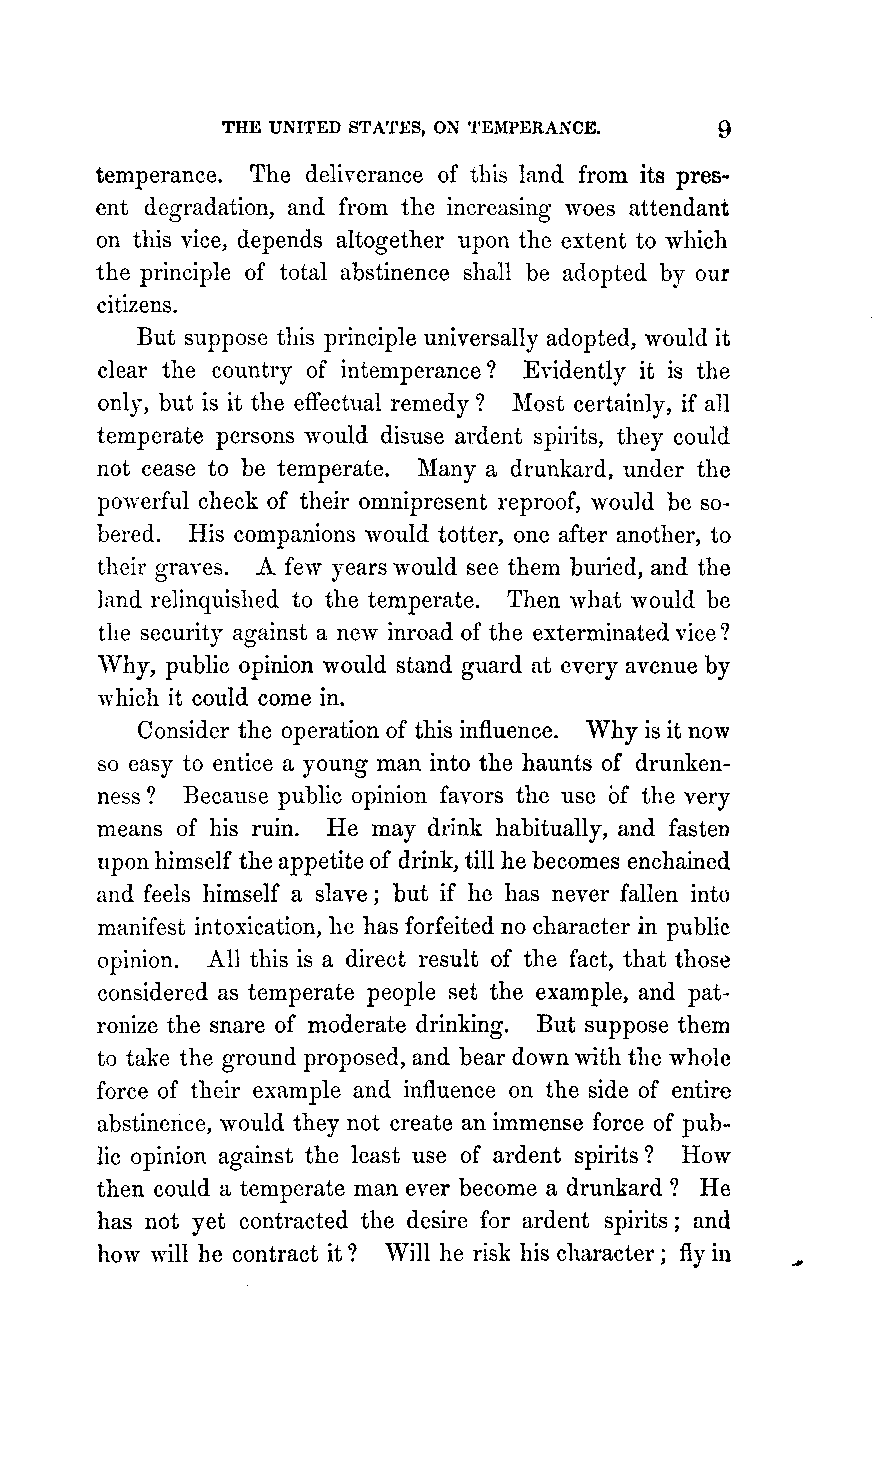 THE UNITED STATES, ON TEMPERANCE. 9
temperance. The deliverance of this land from its pres-
ent degradation, and from the increasing woes attendant
on this vice, depends altogether upon the extent to which
the principle of total abstinence shall be adopted by our
citizens.
But suppose this principle universally adopted, would it
clear the country of intemperance? Evidently it is the
only, but is it the effectual remedy? Most certainly, if all
temperate persons would disuse ardent spirits, they could
not cease to be temperate. Many a drunkard, under the
powerful check of their omnipresent reproof, would be so-
bered. His companions would totter, one after another, to
their graves. A few years would see them buried, and the
land relinquished to the temperate. Then what would be
the security against a new inroad of the exterminated vice?
Why, public opinion would stand guard at every avenue by
which it could come in.
Consider the operation of this influence. Why is it now
so easy to entice a young man into the haunts of drunken-
ness? Because public opinion favors the use of the very
means of his ruin. He may drink habitually, and fasten
upon himself the appetite of drink, till he becomes enchained
and feels himself a slave; but if he has never fallen into
manifest intoxication, he has forfeited no character in public
opinion. All this is a direct result of the fact, that those
considered as temperate people set the example, and pat-
ronize the snare of moderate drinking. But suppose them
to take the ground proposed, and bear down with the whole
force of their example and influence on the side of entire
abstinence, would they not create an immense force of pub-
lic opinion against the least use of ardent spirits? How
then could a temperate man ever become a drunkard? He
has not yet contracted the desire for ardent spirits; and
how will he contract it? Will he risk his character; fly in